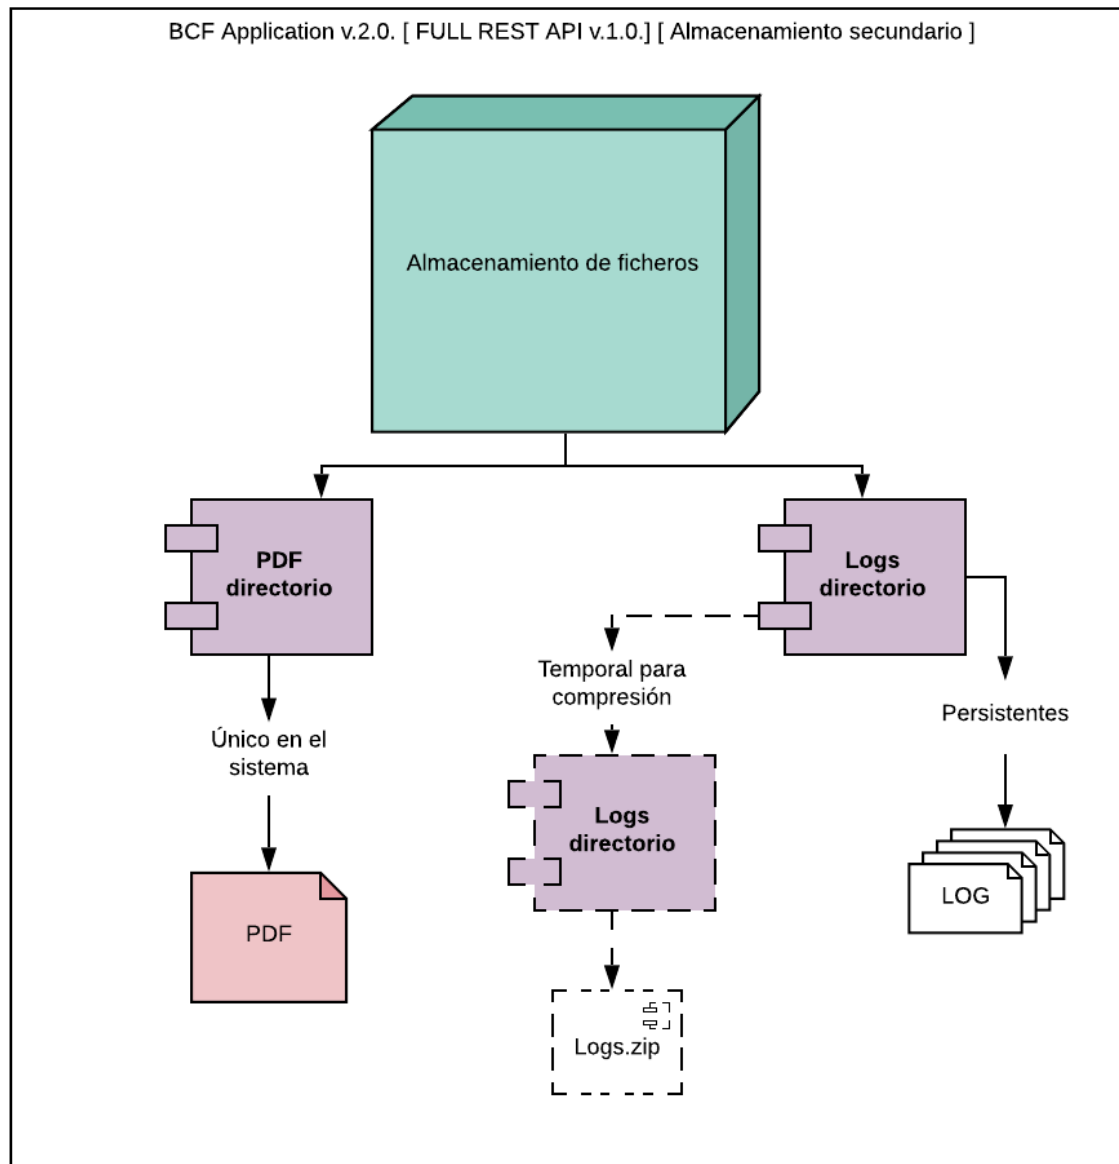 BCF Application v.2.0. [ FULL REST API v.1.0.] [ Almacenamiento secundario ]
Almacenamiento de ficheros
PDF
directorio
Logs
directorio
Temporal para
compresión
Persistentes
Único en el
sistema
Logs
directorio
LOG
PDF
Logs.zip